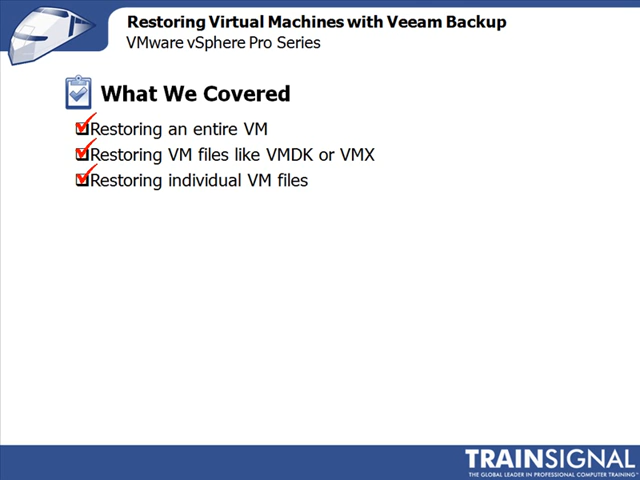 Restoring Virtual Machines with Veeam Backup
VMware vSphere Pro Series
What We Covered
Restoring an entire VM
Restoring VM files like VMDK or VMX
Restoring individual VM files
TRAINSIGNAL
THE GLOBAL LEADER IN PROFESSIONAL COMPUTER TRAINING